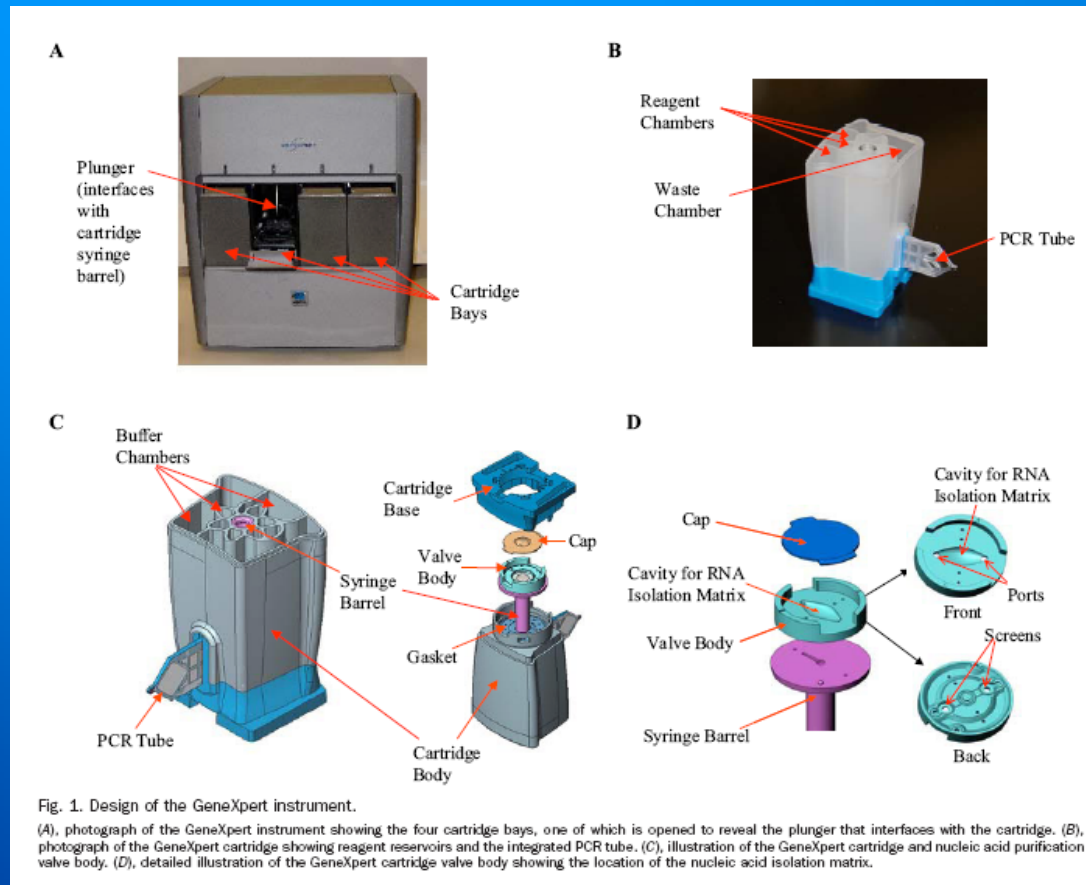 A
Plunger
(interfaces
with
cartridge
syringe
barrel)
Cartridge
Bays
B
Reagent
Chambers
Waste
Chamber
PCR Tube
C
Buffer
Chambers
Cartridge
Base
Cap
Valve
Body
Syringe
Barrel
Gasket
PCR Tube
Cartridge
Body
D
Cap
Cavity for RNA
Isolation Matrix
Valve Body
Syringe Barrel
Cavity for RNA
Isolation Matrix
Ports
Front
Screens
Back
Fig. 1. Design of the GeneXpert instrument.
(A), photograph of the GeneXpert instrument showing the four cartridge bays, one of which is opened to reveal the plunger that interfaces with the cartridge. (B),
photograph of the GeneXpert cartridge showing reagent reservoirs and the integrated PCR tube. (C), illustration of the GeneXpert cartridge and nucleic acid purification
valve body. (D), detailed illustration of the GeneXpert cartridge valve body showing the location of the nucleic acid isolation matrix.